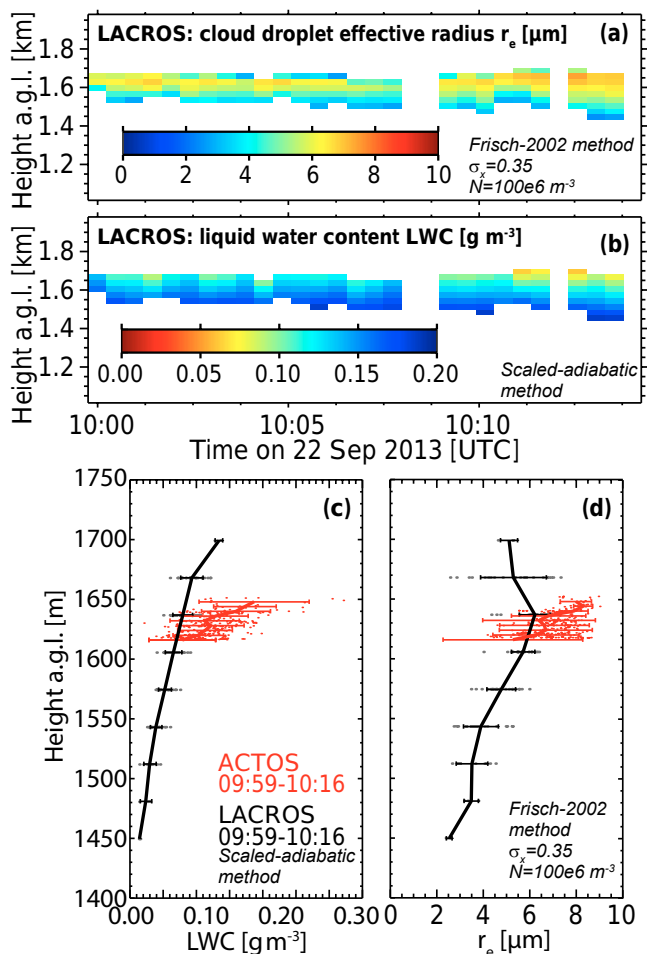 LACROS: cloud droplet effective radius r_e [µm] (a)
Height a.g.l. [km]
1.8
1.6
1.4
1.2
0 2 4 6 8 10
Frisch-2002 method
σ_x=0.35
N=100e6 m⁻³
LACROS: liquid water content LWC [g m⁻³] (b)
Height a.g.l. [km]
1.8
1.6
1.4
1.2
0.00 0.05 0.10 0.15 0.20
Scaled-adiabatic
method
10:00 10:05 10:10
Time on 22 Sep 2013 [UTC]
(c)
Height a.g.l. [m]
1750
1700
1650
1600
1550
1500
1450
1400
ACTOS
09:59-10:16
LACROS
09:59-10:16
Scaled-adiabatic
method
0.00 0.10 0.20 0.30
LWC [g m⁻³]
(d)
Frisch-2002
method
σ_x=0.35
N=100e6 m⁻³
0 2 4 6 8 10
r_e [µm]